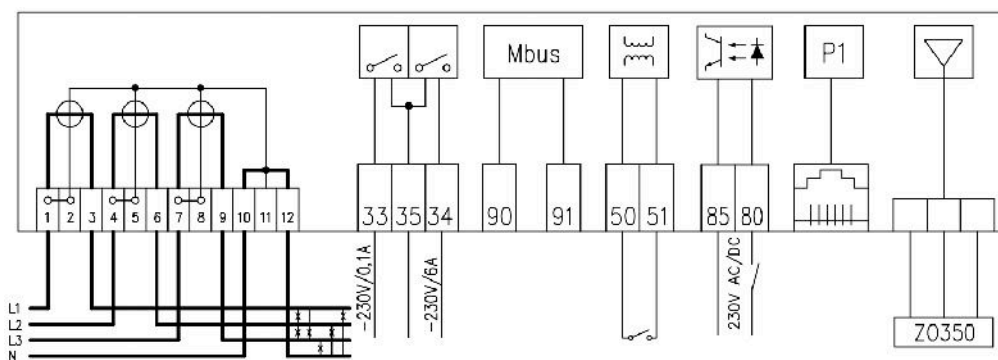 Mbus
P1
1 2 3 4 5 6 7 8 9 10 11 12
33 35 34
90 91
50 51
85 80
~230V/0,1A
~230V/6A
230V AC/DC
L1
L2
L3
N
ZO350